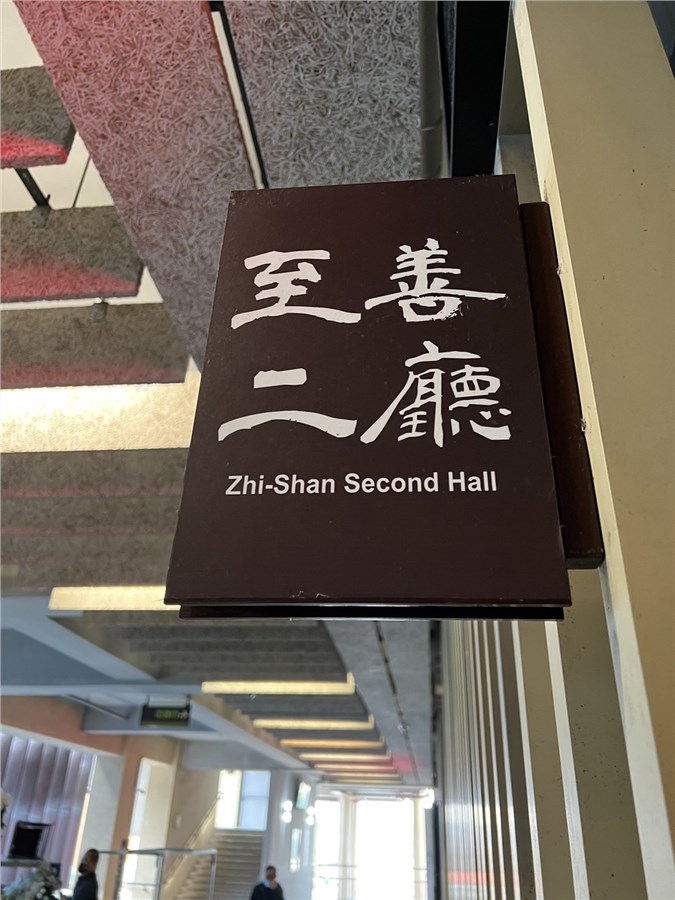 至善
二廳
Zhi-Shan Second Hall